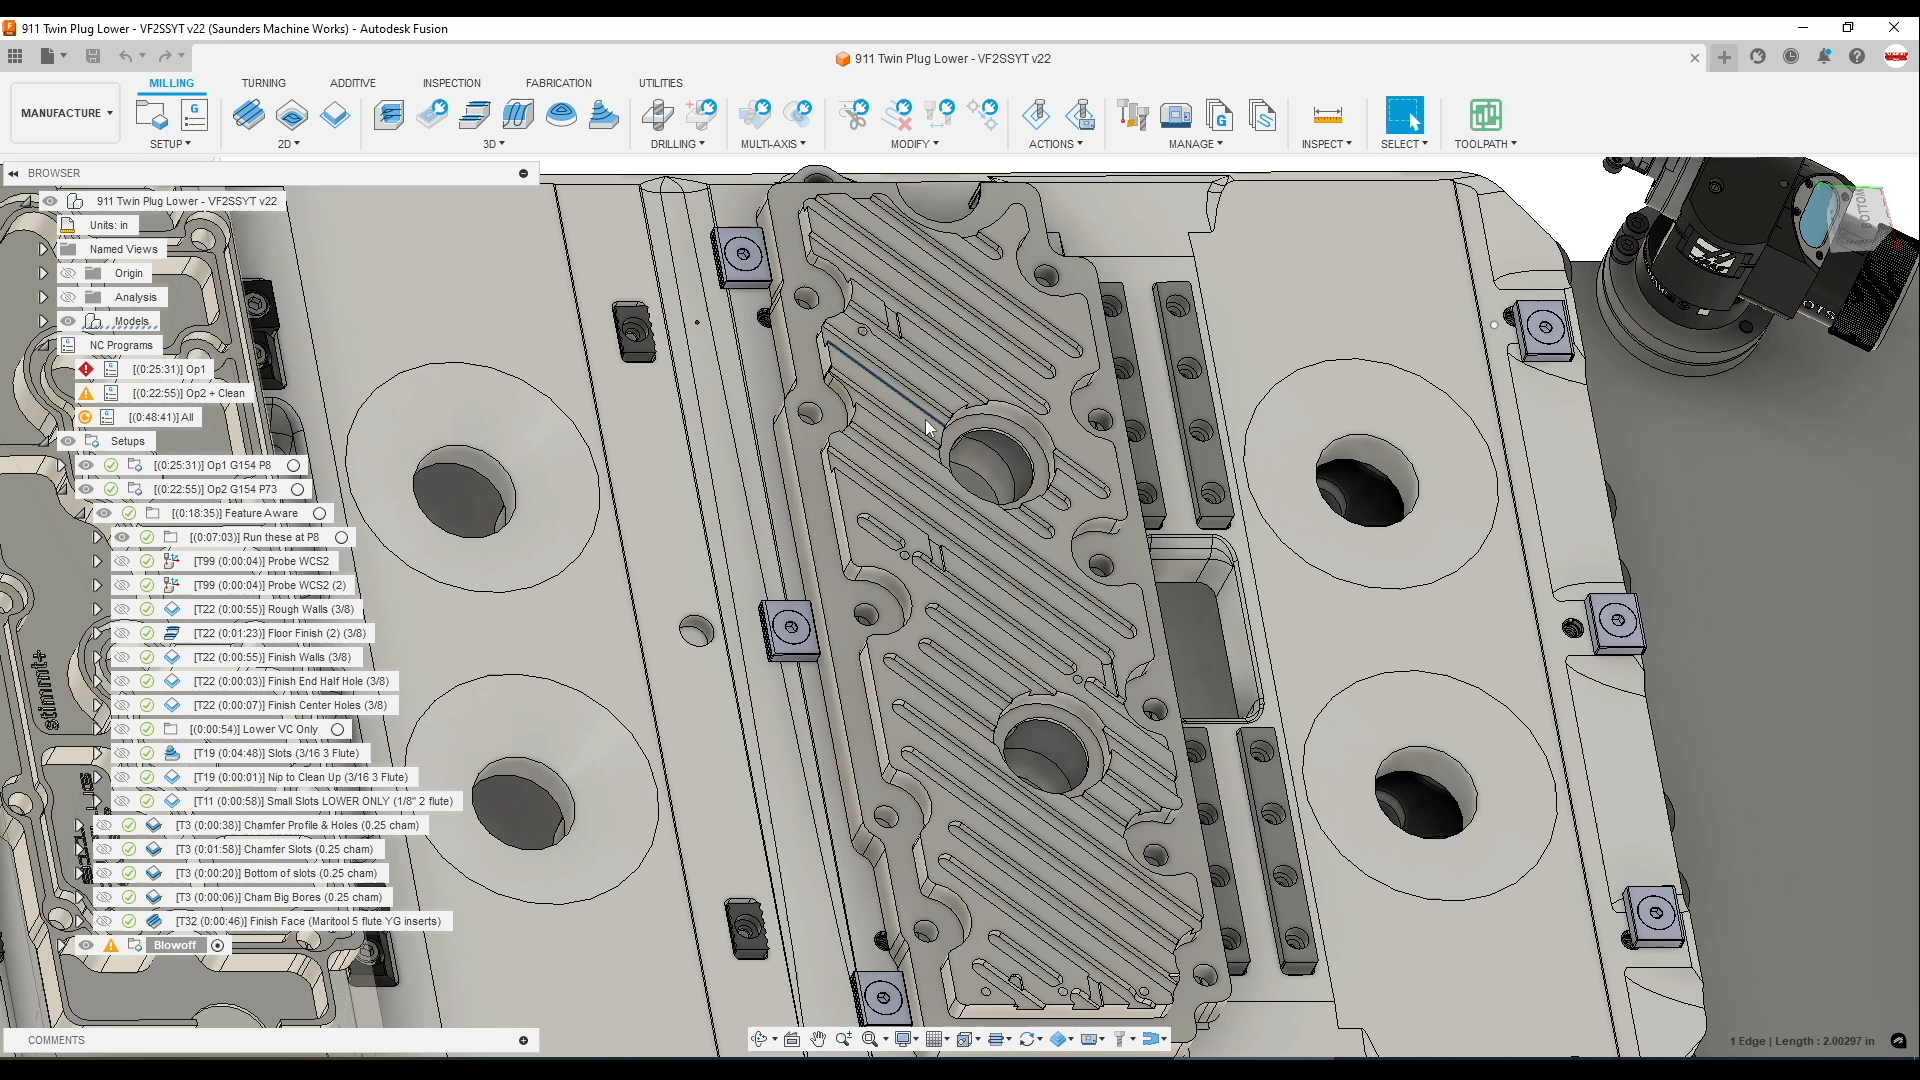 911 Twin Plug Lower - VF2SSYT v22 (Saunders Machine Works) - Autodesk Fusion
911 Twin Plug Lower - VF2SSYT v22
MILLING TURNING ADDITIVE INSPECTION FABRICATION UTILITIES
MANUFACTURE
SETUP 2D 3D DRILLING MULTI-AXIS MODIFY ACTIONS MANAGE INSPECT SELECT TOOLPATH
BROWSER
911 Twin Plug Lower - VF2SSYT v22
Units: in
Named Views
Origin
Analysis
Models
NC Programs
[(0:25:31)] Op1
[(0:22:55)] Op2 + Clean
[(0:48:41)] All
Setups
[(0:25:31)] Op1 G154 P8
[(0:22:55)] Op2 G154 P73
[(0:18:35)] Feature Aware
[(0:07:03)] Run these at P8
[T99 (0:00:04)] Probe WCS2
[T99 (0:00:04)] Probe WCS2 (2)
[T22 (0:00:55)] Rough Walls (3/8)
[T22 (0:01:23)] Floor Finish (2) (3/8)
[T22 (0:00:55)] Finish Walls (3/8)
[T22 (0:00:03)] Finish End Half Hole (3/8)
[T22 (0:00:07)] Finish Center Holes (3/8)
[(0:00:54)] Lower VC Only
[T19 (0:04:48)] Slots (3/16 3 Flute)
[T19 (0:00:01)] Nip to Clean Up (3/16 3 Flute)
[T11 (0:00:58)] Small Slots LOWER ONLY (1/8" 2 flute)
[T3 (0:00:38)] Chamfer Profile & Holes (0.25 cham)
[T3 (0:01:58)] Chamfer Slots (0.25 cham)
[T3 (0:00:20)] Bottom of slots (0.25 cham)
[T3 (0:00:06)] Cham Big Bores (0.25 cham)
[T32 (0:00:46)] Finish Face (Maritool 5 flute YG inserts)
Blowoff
stimmt+
BOTTOM
COMMENTS
1 Edge | Length : 2.00297 in